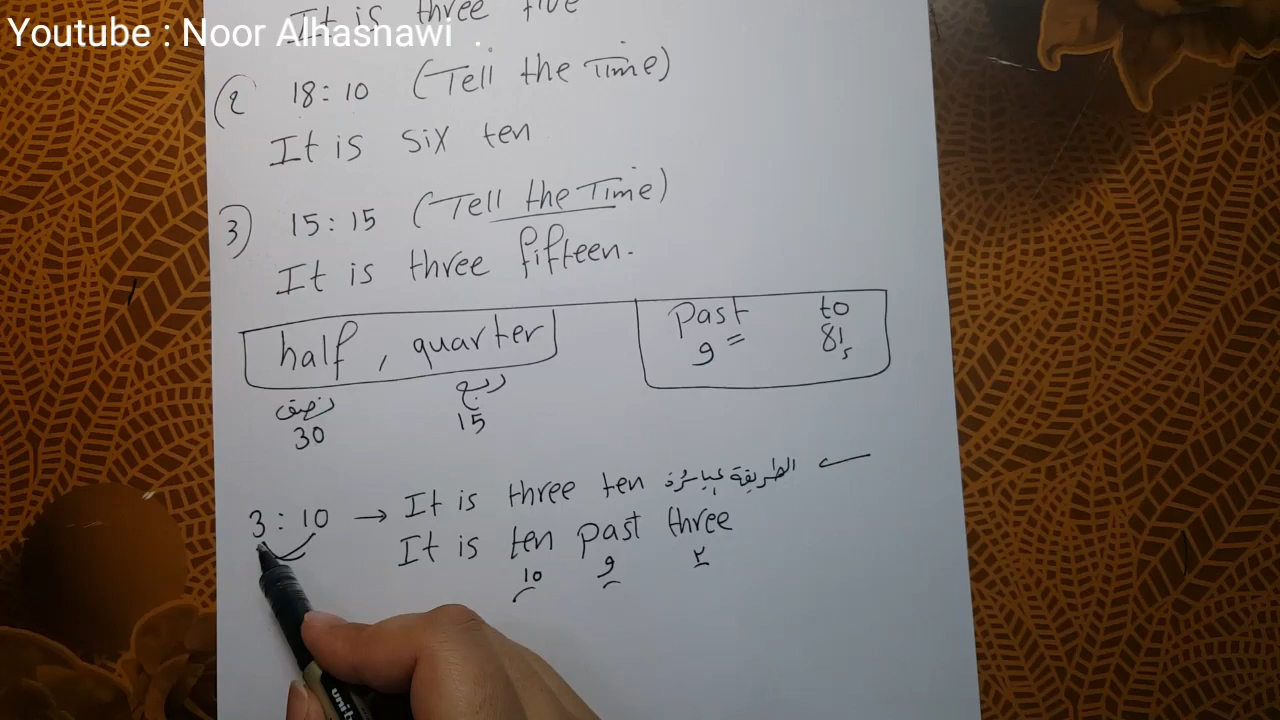 Youtube : Noor Alhasnawi .
It is three five
(2 18:10 (Tell the Time)
It is six ten
3) 15:15 (Tell the Time)
It is three fifteen.
half , quarter
past to
و إلا
نصف ربع
30 15
3:10 → It is three ten الطريقة المباشرة
It is ten past three
10 و ٣